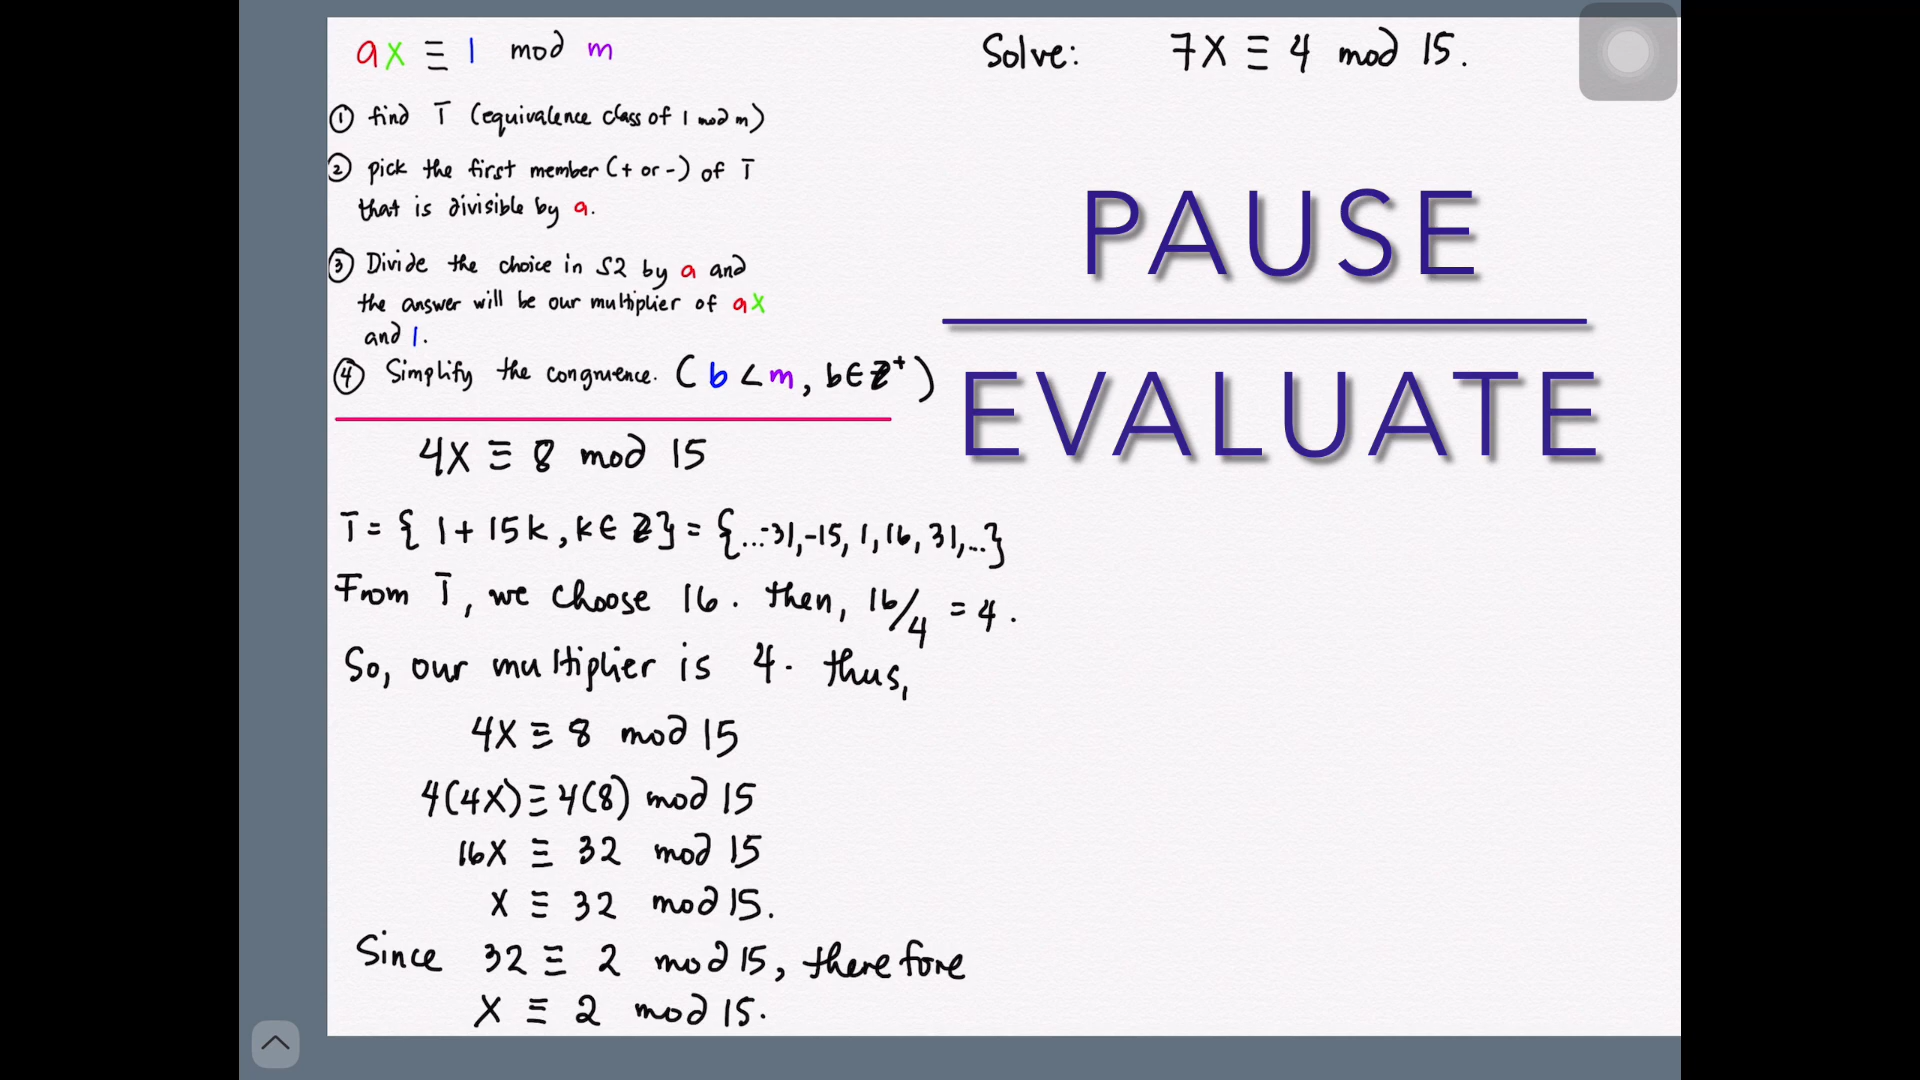 ax ≡ 1 mod m
① find 1̅ (equivalence class of 1 mod m)
② pick the first member (+ or -) of 1̅
that is divisible by a.
③ Divide the choice in S2 by a and
the answer will be our multiplier of ax
and 1.
④ Simplify the congruence. (b < m, b ∈ ℤ⁺)
4x ≡ 8 mod 15
1̅ = { 1 + 15k, k ∈ ℤ} = {...-31, -15, 1, 16, 31, ...}
From 1̅, we choose 16. then, 16/4 = 4.
So, our multiplier is 4. thus,
4x ≡ 8 mod 15
4(4x) ≡ 4(8) mod 15
16x ≡ 32 mod 15
x ≡ 32 mod 15.
Since 32 ≡ 2 mod 15, therefore
x ≡ 2 mod 15.
Solve: 7x ≡ 4 mod 15.
PAUSE
EVALUATE